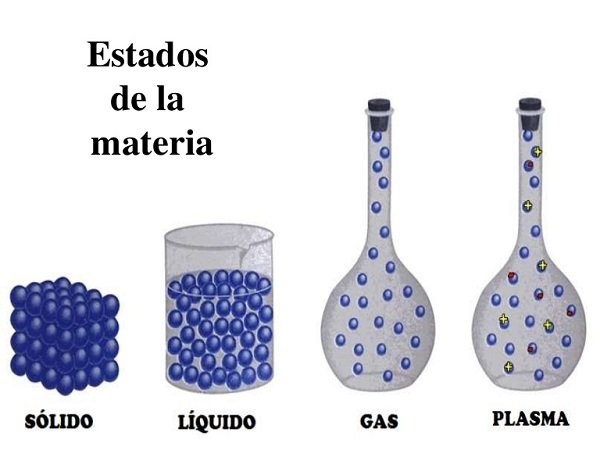 Estados
de la
materia
SÓLIDO
LÍQUIDO
GAS
PLASMA